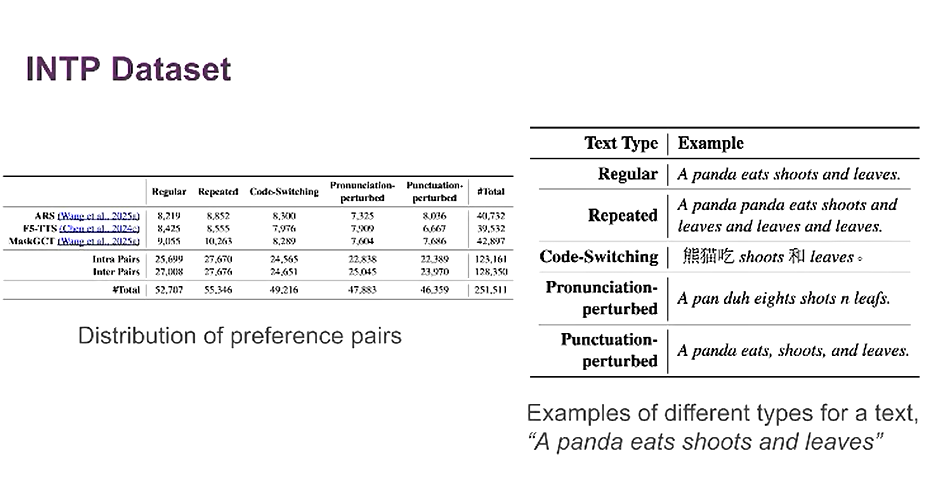 INTP Dataset
Regular Repeated Code-Switching Pronunciation-perturbed Punctuation-perturbed #Total
ARS (Wang et al., 2025a) 8,219 8,852 8,300 7,325 8,036 40,732
F5-TTS (Chen et al., 2024c) 8,425 8,555 7,976 7,909 6,667 39,532
MaskGCT (Wang et al., 2025a) 9,055 10,263 8,289 7,604 7,686 42,897
Intra Pairs 25,699 27,670 24,565 22,838 22,389 123,161
Inter Pairs 27,008 27,676 24,651 25,045 23,970 128,350
#Total 52,707 55,346 49,216 47,883 46,359 251,511
Distribution of preference pairs
Text Type Example
Regular A panda eats shoots and leaves.
Repeated A panda panda eats shoots and
leaves and leaves and leaves.
Code-Switching 熊猫吃 shoots 和 leaves。
Pronunciation-
perturbed A pan duh eights shots n leafs.
Punctuation-
perturbed A panda eats, shoots, and leaves.
Examples of different types for a text,
“A panda eats shoots and leaves”